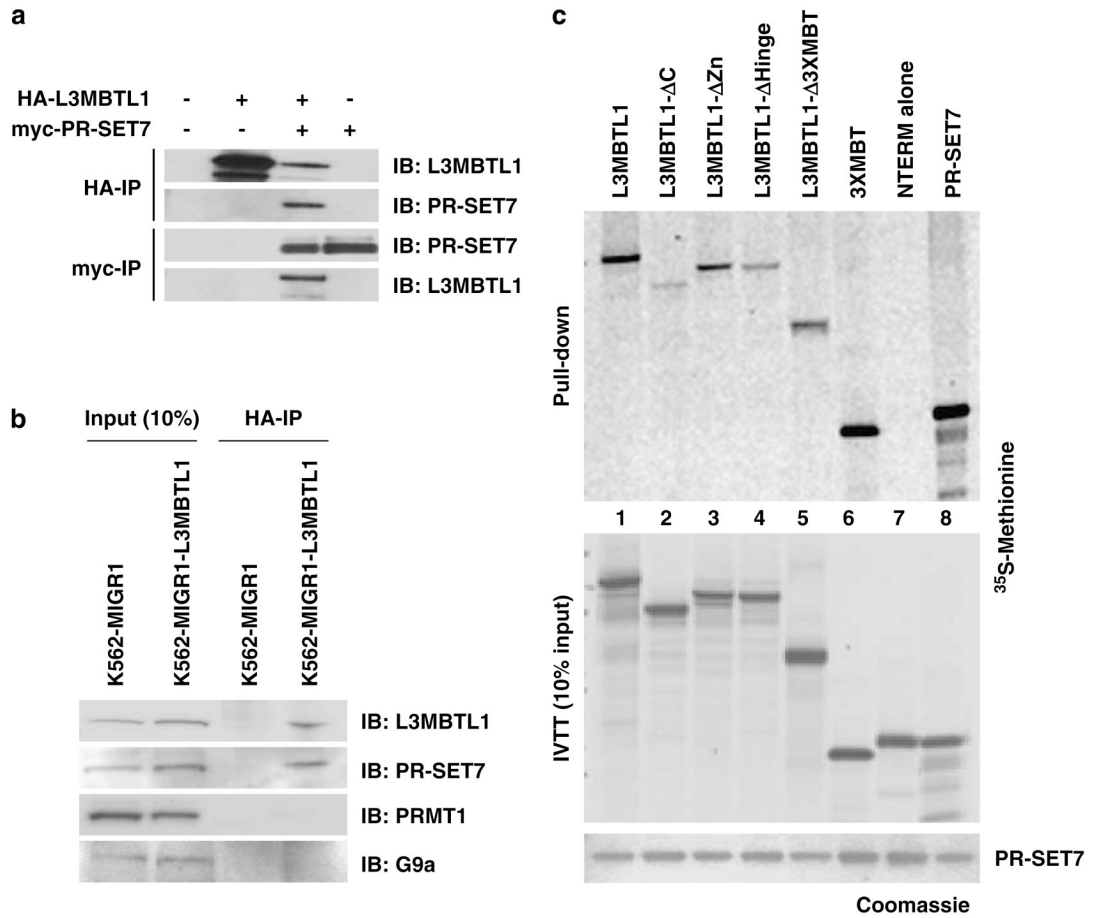 a
HA-L3MBTL1 - + + -
myc-PR-SET7 - - + +
HA-IP
IB: L3MBTL1
IB: PR-SET7
myc-IP
IB: PR-SET7
IB: L3MBTL1
b
Input (10%) HA-IP
K562-MIGR1
K562-MIGR1-L3MBTL1
K562-MIGR1
K562-MIGR1-L3MBTL1
IB: L3MBTL1
IB: PR-SET7
IB: PRMT1
IB: G9a
c
L3MBTL1
L3MBTL1-ΔC
L3MBTL1-ΔZn
L3MBTL1-ΔHinge
L3MBTL1-Δ3XMBT
3XMBT
NTERM alone
PR-SET7
Pull-down
1 2 3 4 5 6 7 8
IVTT (10% input)
³⁵S-Methionine
PR-SET7
Coomassie